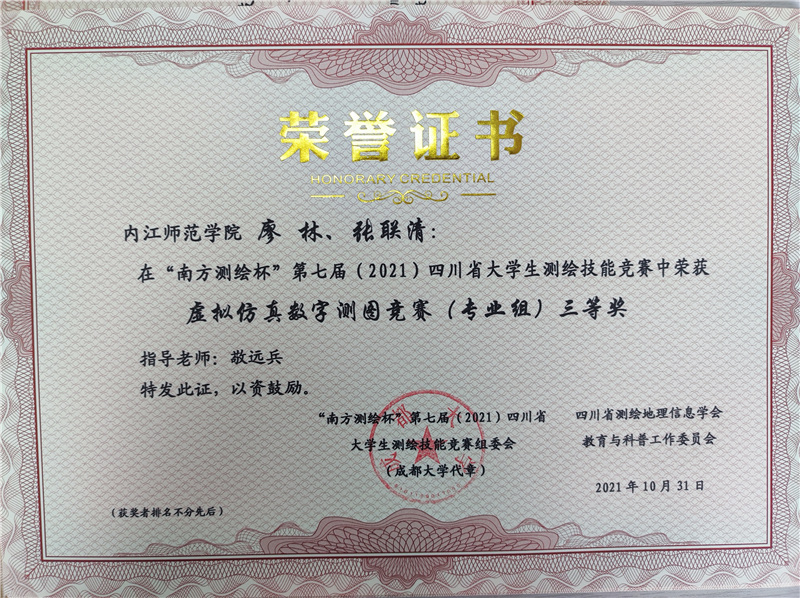 荣誉证书
HONORARY CREDENTIAL
内江师范学院 廖 林、张联清：
在“南方测绘杯”第七届（2021）四川省大学生测绘技能竞赛中荣获
虚拟仿真数字测图竞赛（专业组）三等奖
指导老师：敬远兵
特发此证，以资鼓励。
“南方测绘杯”第七届（2021）四川省
大学生测绘技能竞赛组委会
（成都大学代章）
四川省测绘地理信息学会
教育与科普工作委员会
2021年10月31日
（获奖者排名不分先后）
成都大学